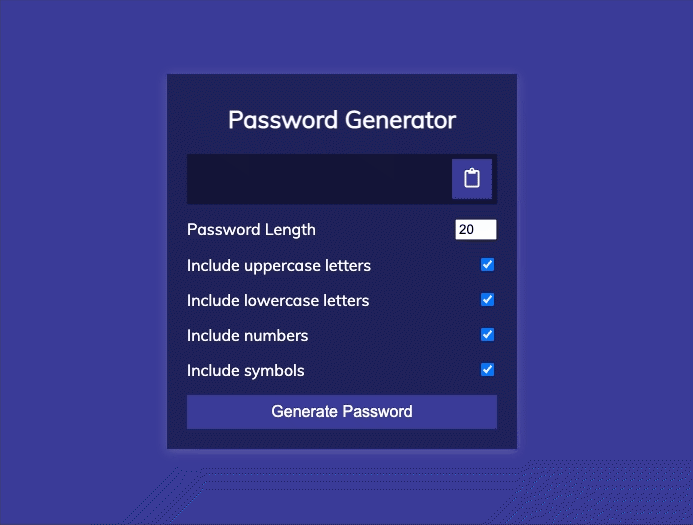 Password Generator
Password Length 20
Include uppercase letters
Include lowercase letters
Include numbers
Include symbols
Generate Password